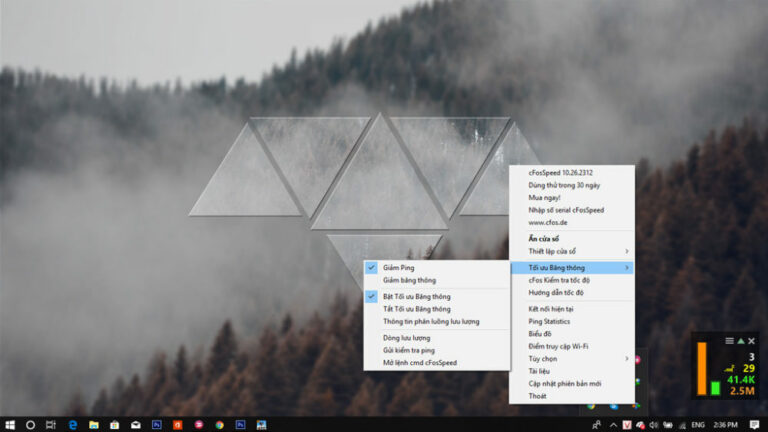 cFosSpeed 10.26.2312
Dùng thử trong 30 ngày
Mua ngay!
Nhập số serial cFosSpeed
www.cfos.de
Ẩn cửa sổ
Thiết lập cửa sổ
Tối ưu Băng thông
cFos Kiểm tra tốc độ
Hướng dẫn tốc độ
Kết nối hiện tại
Ping Statistics
Biểu đồ
Điểm truy cập Wi-Fi
Tùy chọn
Tài liệu
Cập nhật phiên bản mới
Thoát
Giảm Ping
Giảm băng thông
Bật Tối ưu Băng thông
Tắt Tối ưu Băng thông
Thông tin phân luồng lưu lượng
Dòng lưu lượng
Gửi kiểm tra ping
Mở lệnh cmd cFosSpeed
3
29
41.4K
2.5M
ENG
2:36 PM